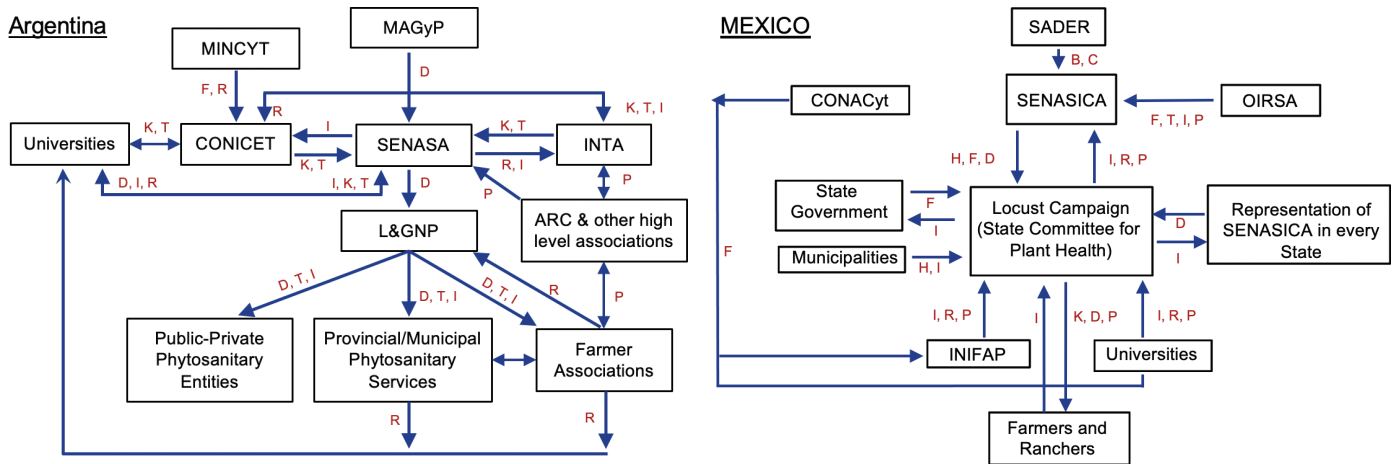 Argentina
MAGyP
MINCYT
D
F, R
R
K, T, I
Universities
K, T
CONICET
I
K, T
SENASA
K, T
R, I
INTA
D, I, R
I, K, T
D
P
P
L&GNP
ARC & other high
level associations
D, T, I
D, T, I
D, T, I
R
P
Public-Private
Phytosanitary
Entities
Provincial/Municipal
Phytosanitary
Services
Farmer
Associations
R
R
MEXICO
SADER
B, C
CONACyt
SENASICA
OIRSA
F, T, I, P
H, F, D
I, R, P
State
Government
F
I
Locust Campaign
(State Committee for
Plant Health)
D
I
Representation of
SENASICA in every
State
Municipalities
H, I
F
I, R, P
I
K, D, P
I, R, P
INIFAP
Universities
Farmers and
Ranchers